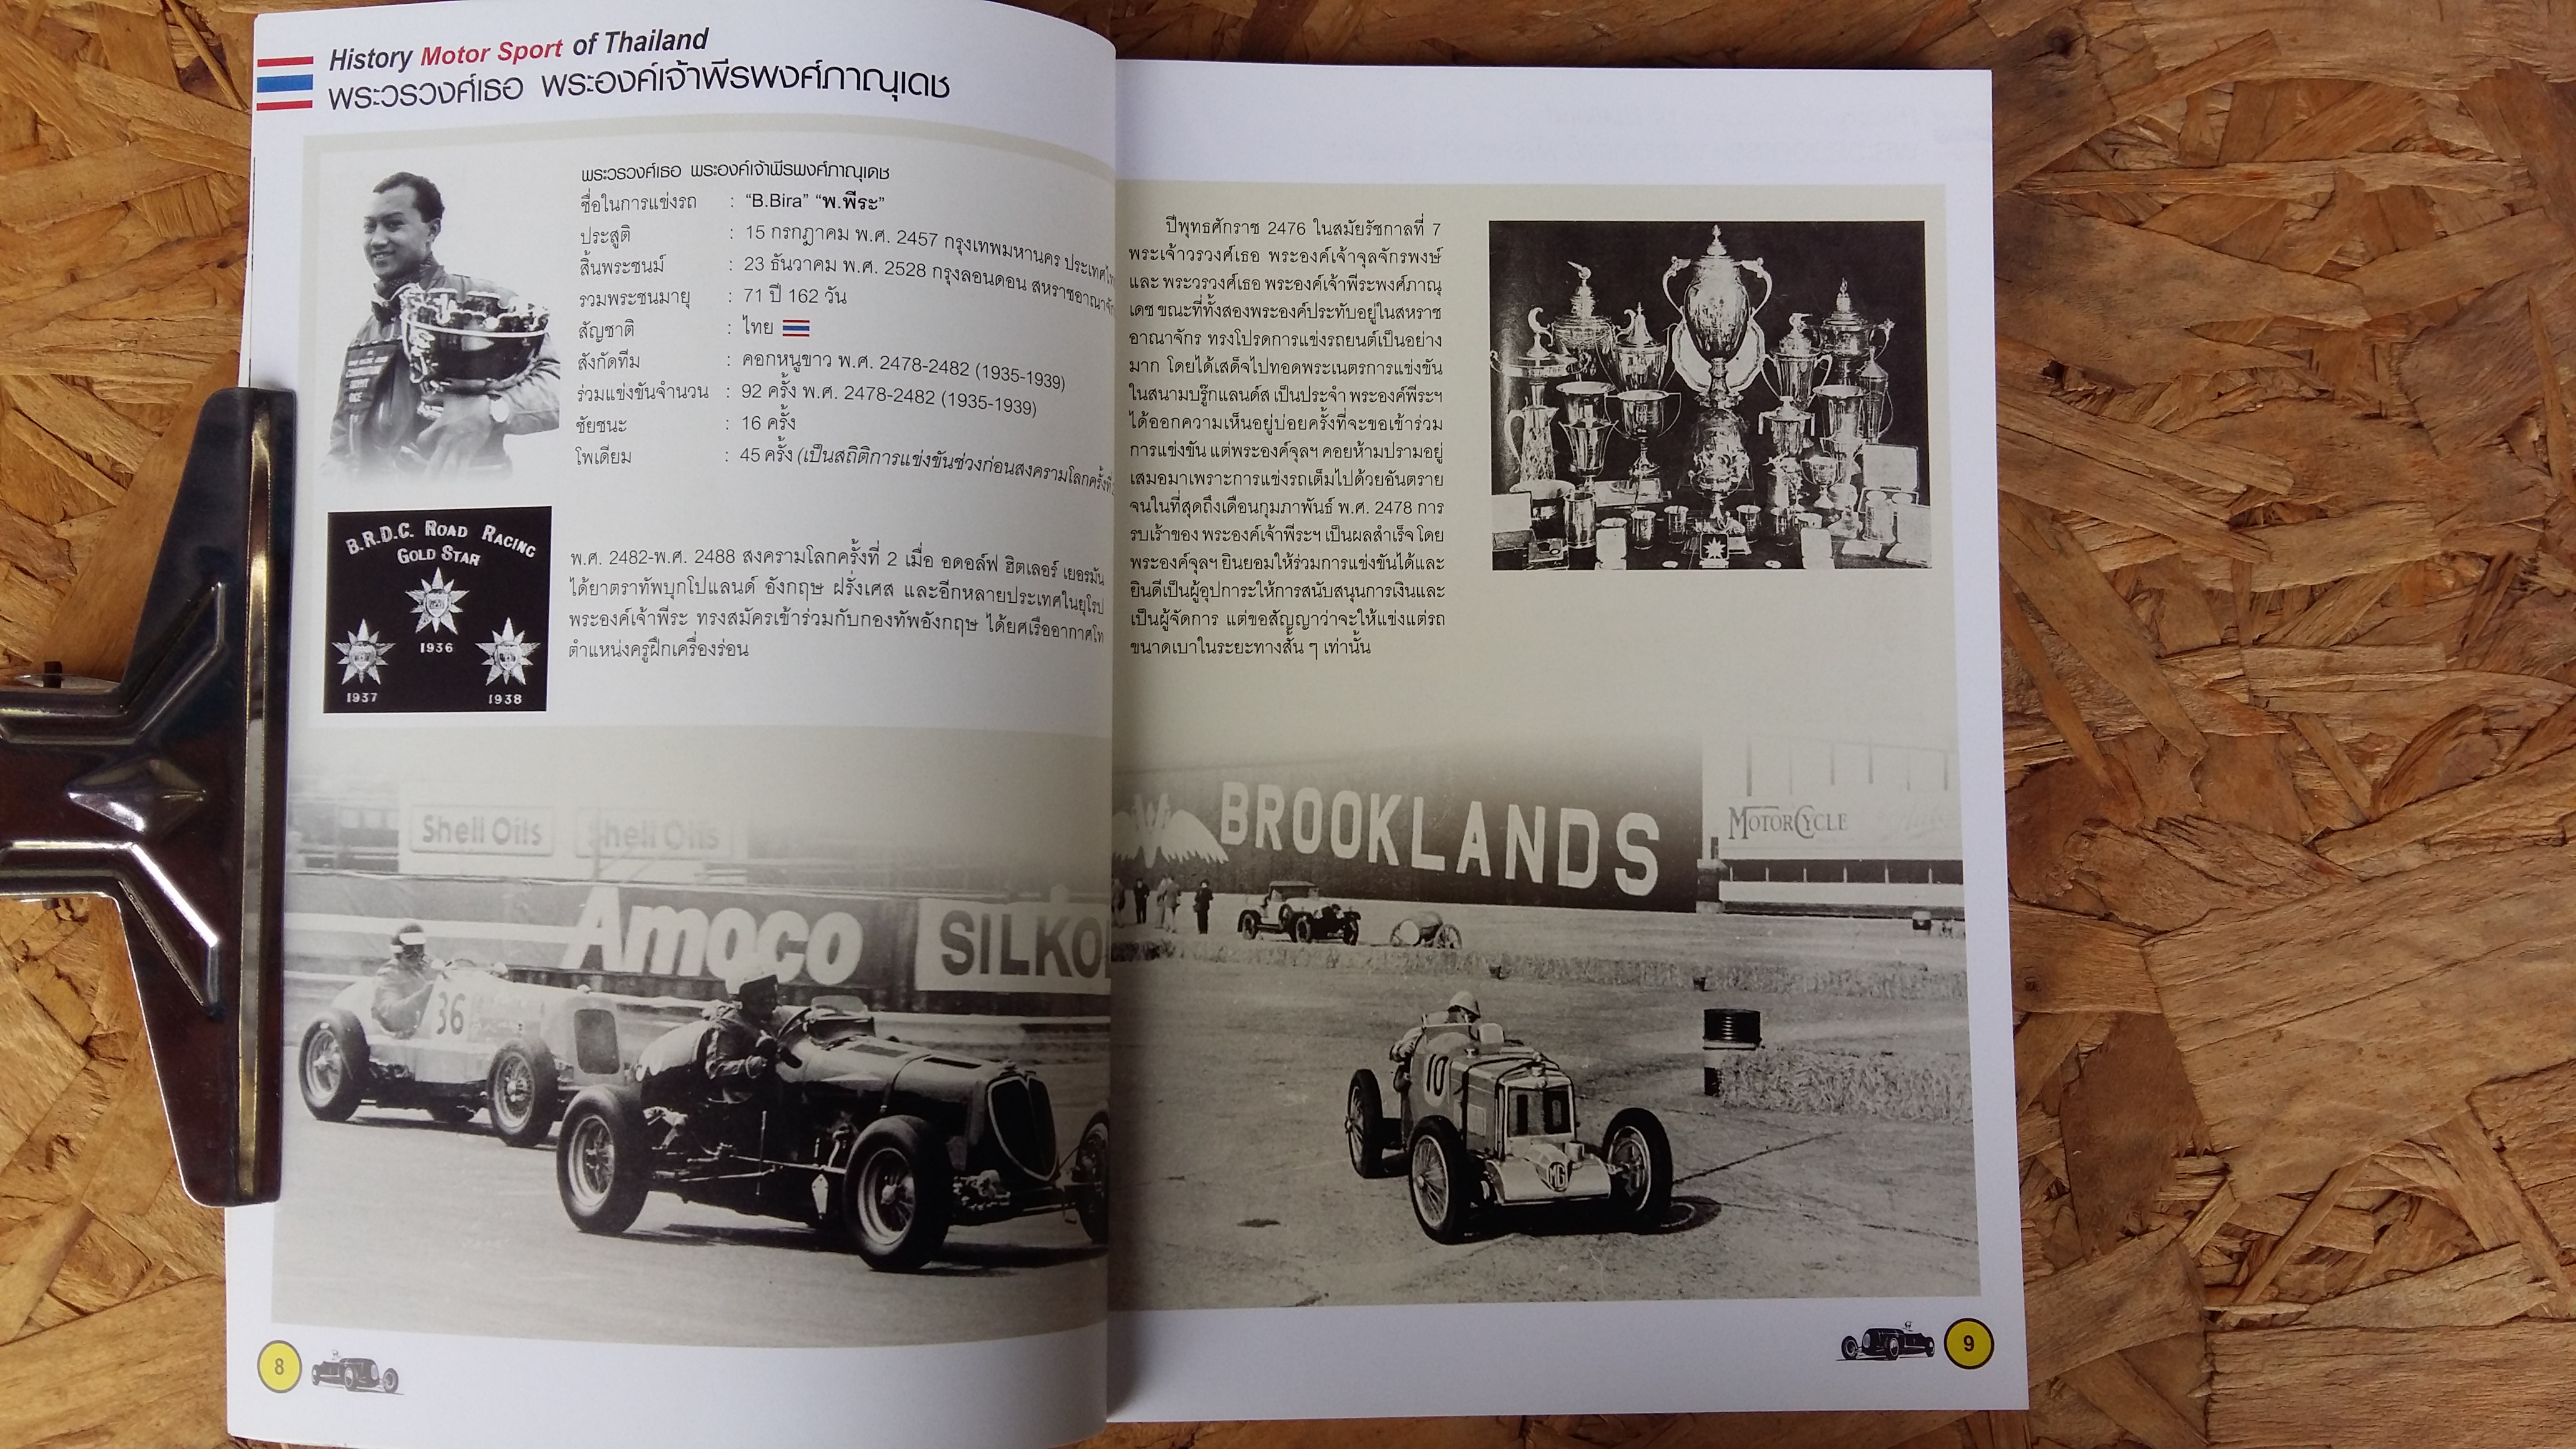 History Motor Sport of Thailand
พระวรวงศ์เธอ พระองค์เจ้าพีรพงศ์ภาณุเดช
พระวรวงศ์เธอ พระองค์เจ้าพีรพงศ์ภาณุเดช
ชื่อในการแข่งรถ : “B.Bira” “พ.พีระ”
ประสูติ : 15 กรกฎาคม พ.ศ. 2457 กรุงเทพมหานคร ประเทศไทย
สิ้นพระชนม์ : 23 ธันวาคม พ.ศ. 2528 กรุงลอนดอน สหราชอาณาจักร
รวมพระชนมายุ : 71 ปี 162 วัน
สัญชาติ : ไทย
สังกัดทีม : คอกหนูขาว พ.ศ. 2478-2482 (1935-1939)
ร่วมแข่งขันจำนวน : 92 ครั้ง พ.ศ. 2478-2482 (1935-1939)
ชัยชนะ : 16 ครั้ง
โพเดียม : 45 ครั้ง (เป็นสถิติการแข่งขันช่วงก่อนสงครามโลกครั้งที่
B.R.D.C. ROAD RACING
GOLD STAR
1936
1937
1938
พ.ศ. 2482-พ.ศ. 2488 สงครามโลกครั้งที่ 2 เมื่อ อดอล์ฟ ฮิตเลอร์ เยอรมัน
ได้ยาตราทัพบุกโปแลนด์ อังกฤษ ฝรั่งเศส และอีกหลายประเทศในยุโรป
พระองค์เจ้าพีระ ทรงสมัครเข้าร่วมกับกองทัพอังกฤษ ได้ยศเรืออากาศโท
ตำแหน่งครูฝึกเครื่องร่อน
Shell Oils
Shell Oils
Amoco
SILKO
36
8
ปีพุทธศักราช 2476 ในสมัยรัชกาลที่ 7
พระเจ้าวรวงศ์เธอ พระองค์เจ้าจุลจักรพงษ์
และ พระวรวงศ์เธอ พระองค์เจ้าพีระพงศ์ภาณุ
เดช ขณะที่ทั้งสองพระองค์ประทับอยู่ในสหราช
อาณาจักร ทรงโปรดการแข่งรถยนต์เป็นอย่าง
มาก โดยได้เสด็จไปทอดพระเนตรการแข่งขัน
ในสนามบรู๊กแลนด์ส เป็นประจำ พระองค์พีระฯ
ได้ออกความเห็นอยู่บ่อยครั้งที่จะขอเข้าร่วม
การแข่งขัน แต่พระองค์จุลฯ คอยห้ามปรามอยู่
เสมอมาเพราะการแข่งรถเต็มไปด้วยอันตราย
จนในที่สุดถึงเดือนกุมภาพันธ์ พ.ศ. 2478 การ
รบเร้าของ พระองค์เจ้าพีระฯ เป็นผลสำเร็จ โดย
พระองค์จุลฯ ยินยอมให้ร่วมการแข่งขันได้และ
ยินดีเป็นผู้อุปการะให้การสนับสนุนการเงินและ
เป็นผู้จัดการ แต่ขอสัญญาว่าจะให้แข่งแต่รถ
ขนาดเบาในระยะทางสั้น ๆ เท่านั้น
BROOKLANDS
MOTOR CYCLE
10
MG
9